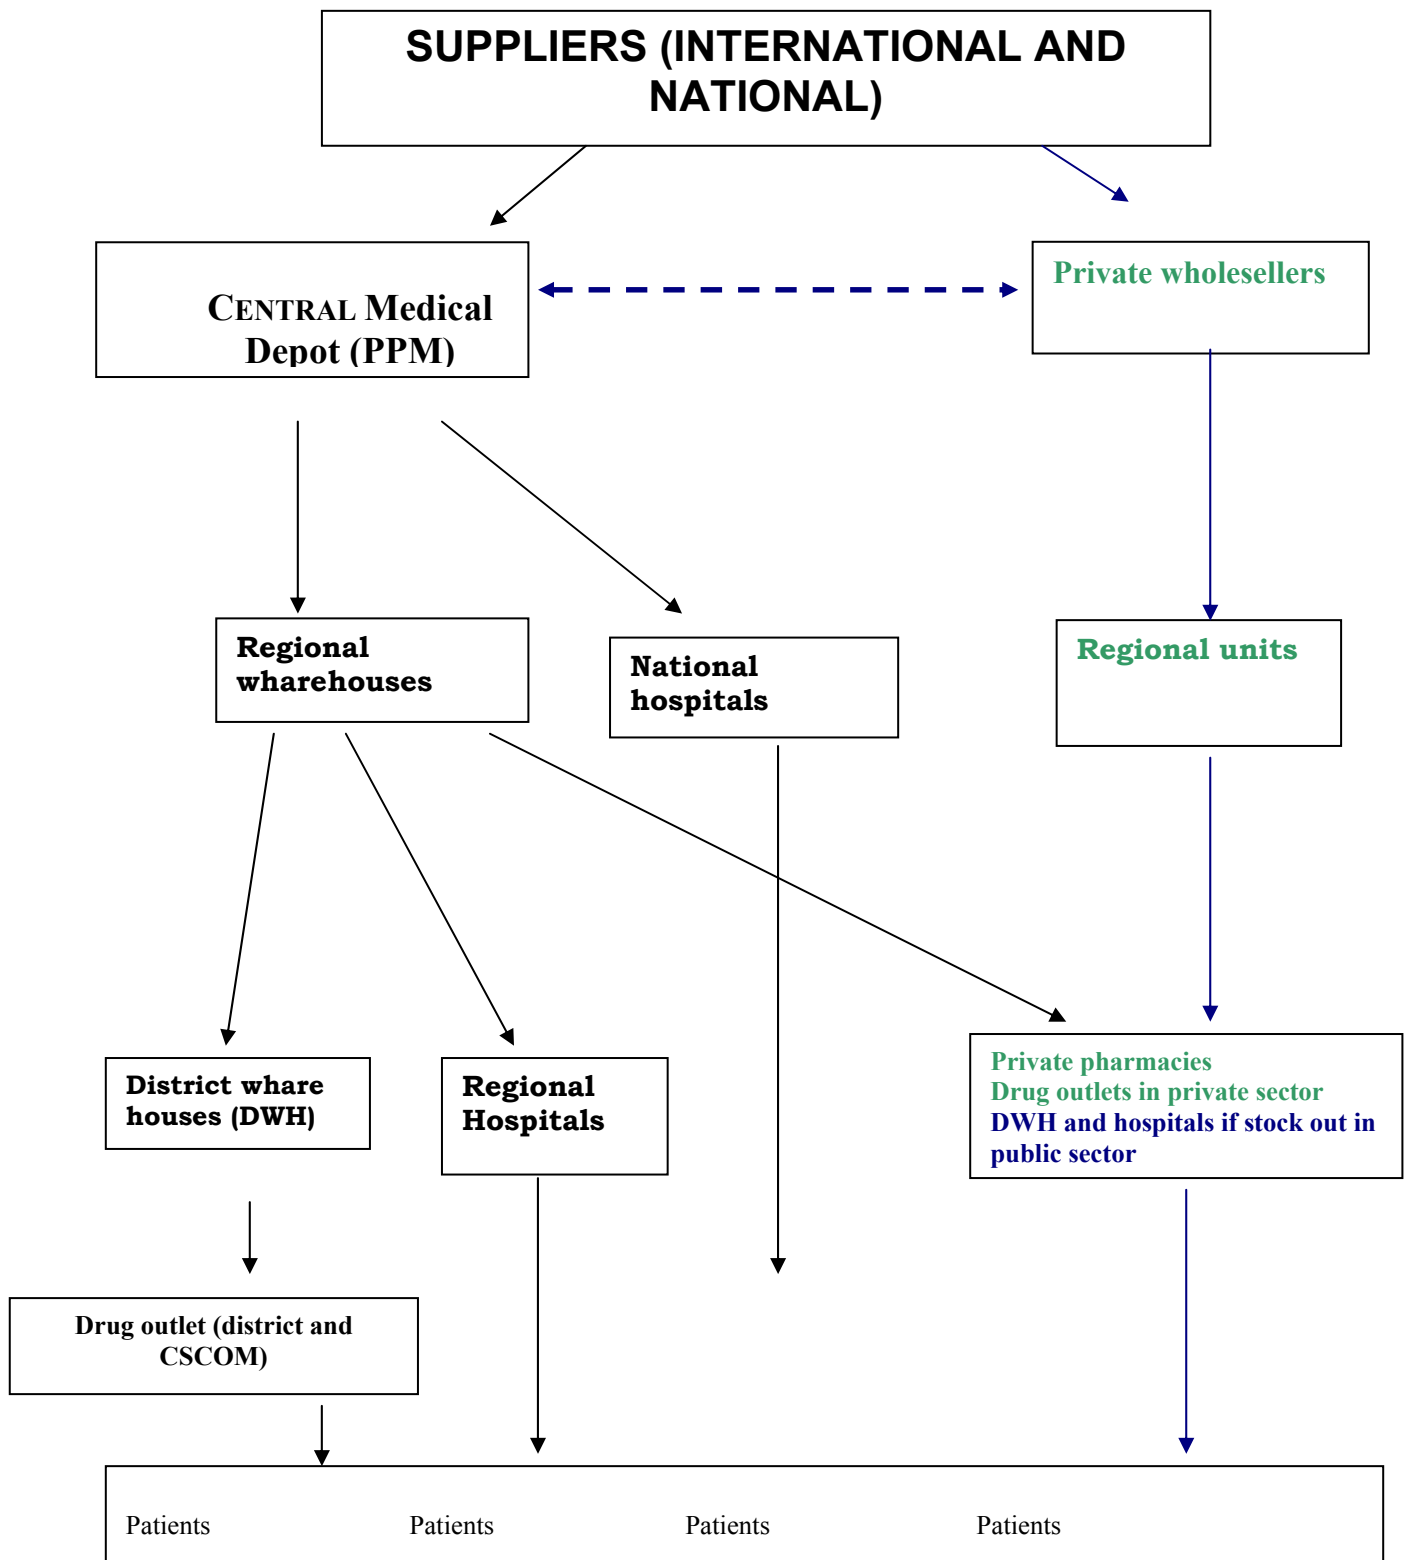 SUPPLIERS (INTERNATIONAL AND
NATIONAL)
CENTRAL Medical
Depot (PPM)
Private wholesellers
Regional
wharehouses
National
hospitals
Regional units
District whare
houses (DWH)
Regional
Hospitals
Private pharmacies
Drug outlets in private sector
DWH and hospitals if stock out in
public sector
Drug outlet (district and
CSCOM)
Patients Patients Patients Patients